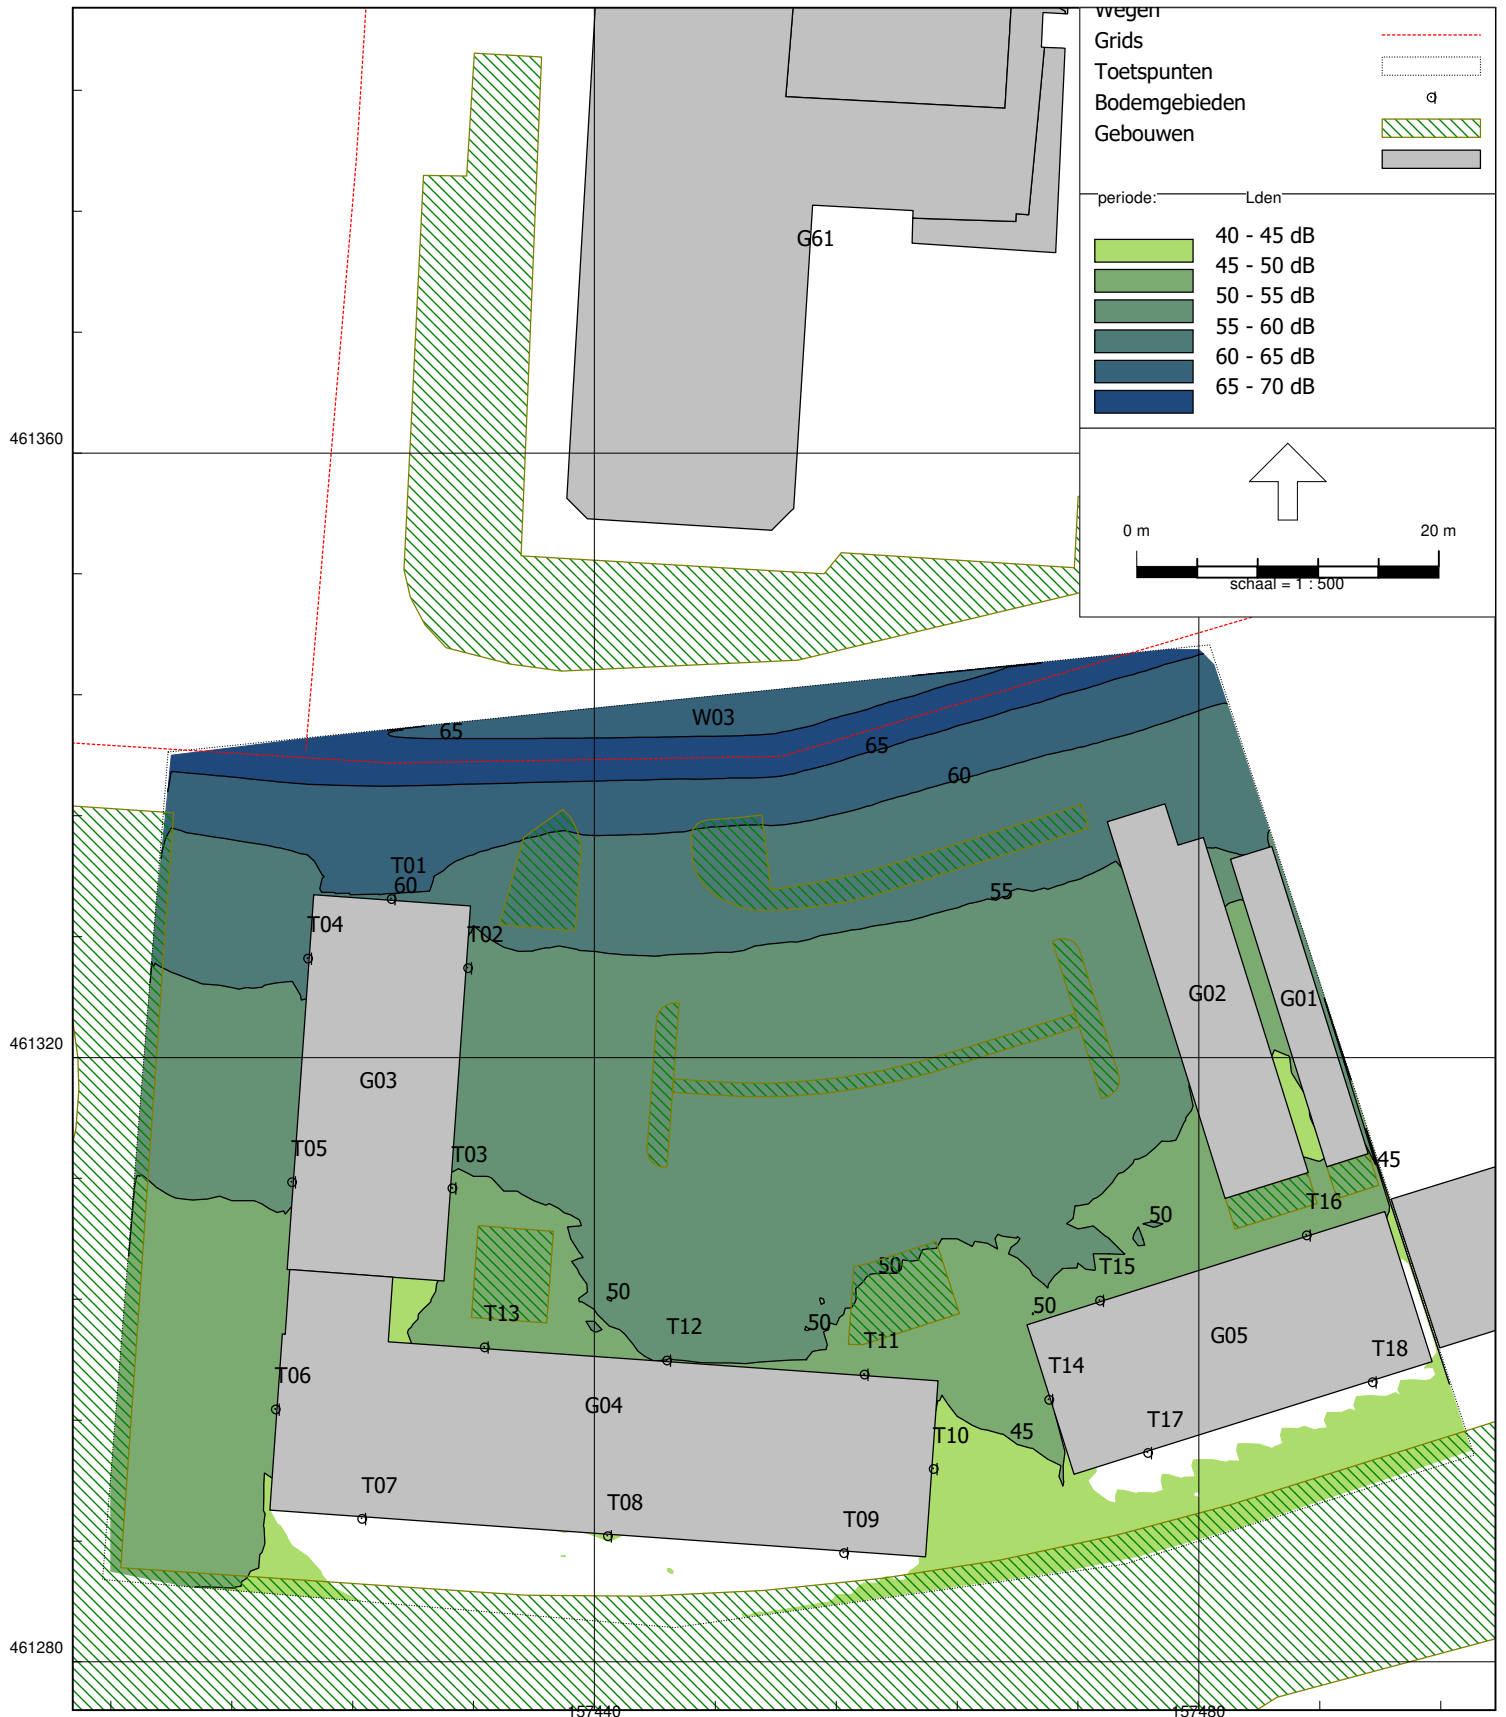 Wegen
Grids
Toetspunten
Bodemgebieden
Gebouwen
periode: Lden
40 - 45 dB
45 - 50 dB
50 - 55 dB
55 - 60 dB
60 - 65 dB
65 - 70 dB
0 m 20 m
schaal = 1 : 500
G61
461360
W03
65
65
60
T01
60
55
T04
T02
G02
G01
461320
G03
T05
T03
45
T16
50
50
T15
50
50
50
T13
T12
T11
G05
T18
T14
T06
G04
45
T10
T17
T07
T08
T09
461280
157440
157480